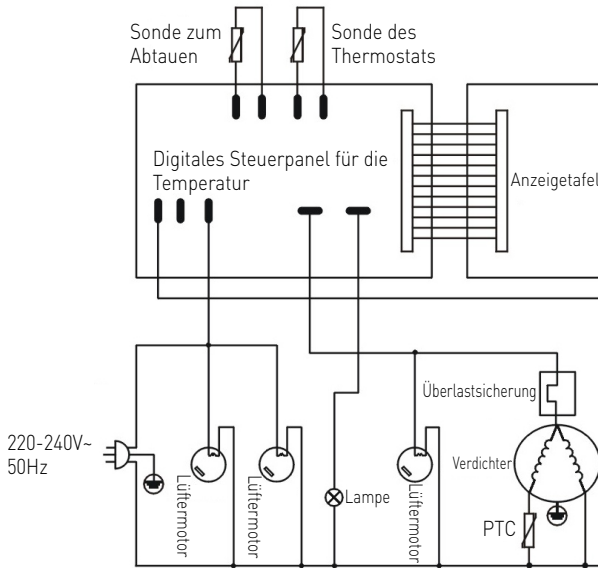 Sonde zum
Abtauen
Sonde des
Thermostats
Digitales Steuerpanel für die
Temperatur
Anzeigetafel
Überlastsicherung
220-240V~
50Hz
Lüftermotor
Lüftermotor
Lampe
Lüftermotor
Verdichter
PTC